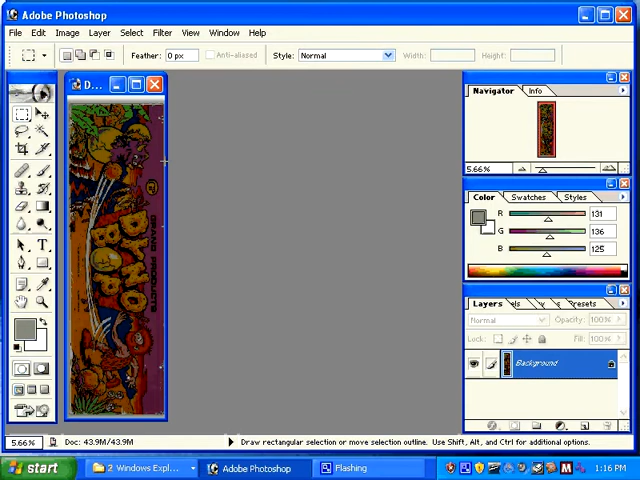 Adobe Photoshop
File Edit Image Layer Select Filter View Window Help
Feather: 0 px Anti-aliased Style: Normal Width: Height:
D...
Navigator Info
5.66%
Color Swatches Styles
R 131
G 136
B 125
Layers els Presets
Normal Opacity: 100%
Lock: Fill: 100%
Background
DYNO
BOP
5.66% Doc: 43.9M/43.9M Draw rectangular selection or move selection outline. Use Shift, Alt, and Ctrl for additional options.
start 2 Windows Expl... Adobe Photoshop Flashing 1:16 PM